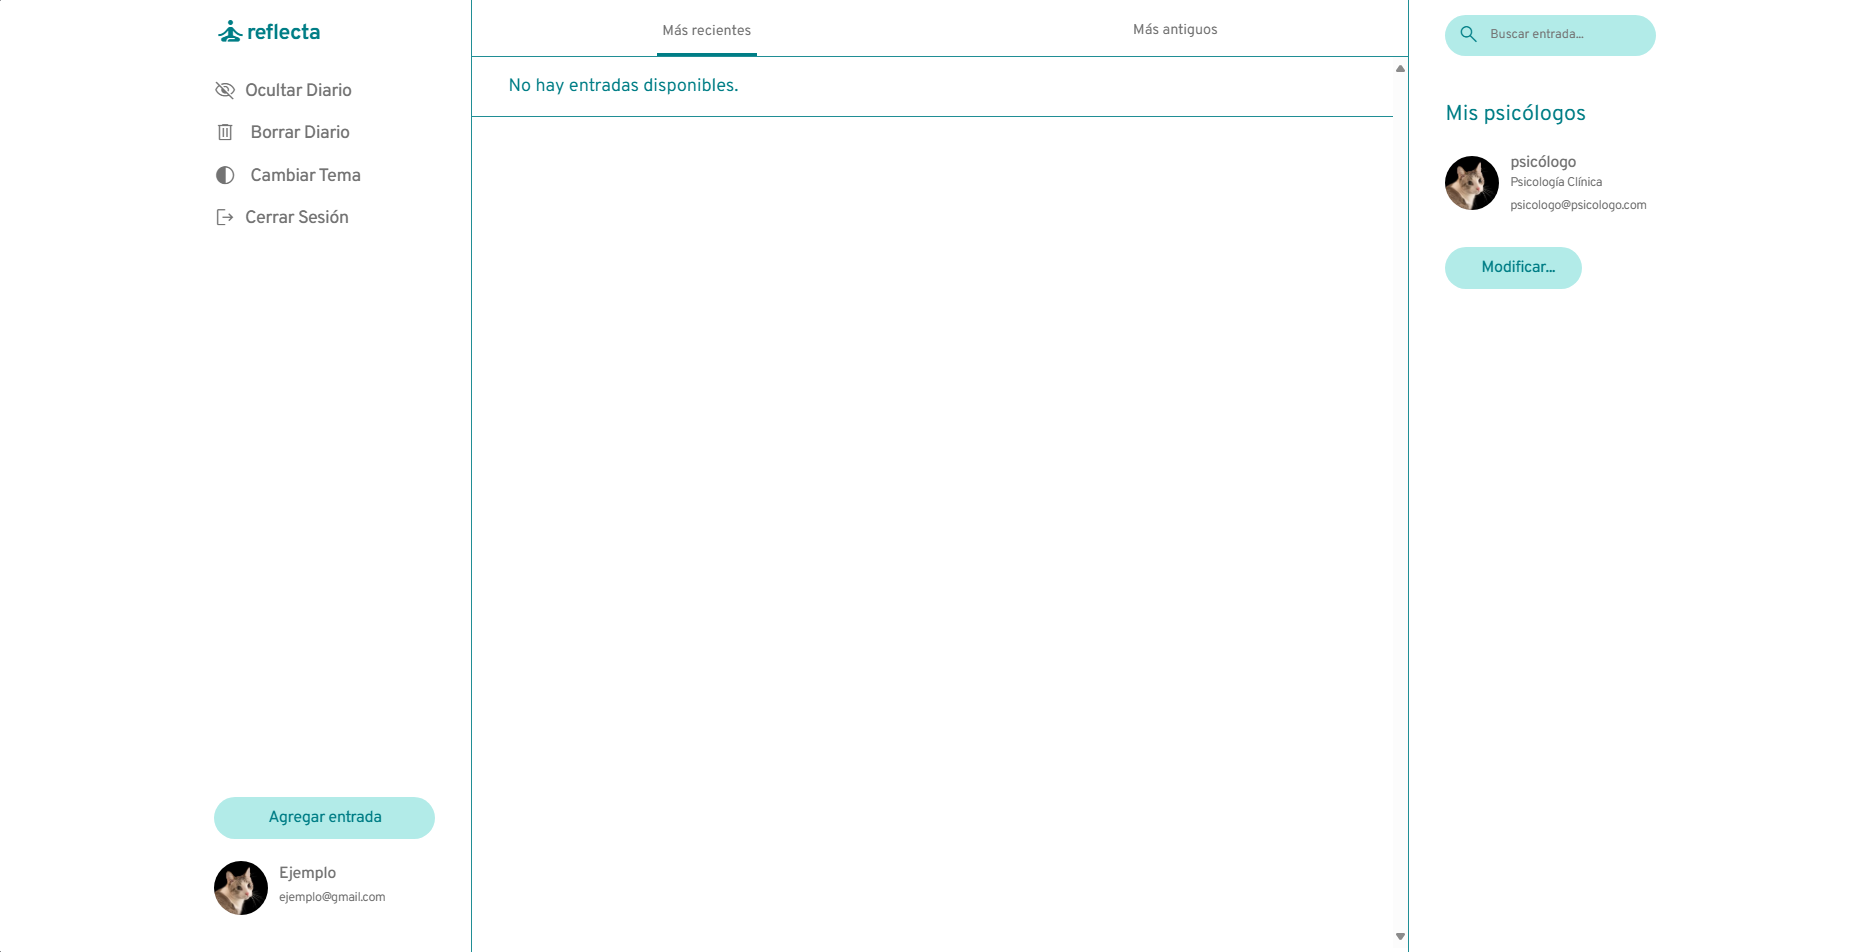 reflecta
Ocultar Diario
Borrar Diario
Cambiar Tema
Cerrar Sesión
Agregar entrada
Ejemplo
ejemplo@gmail.com
Más recientes
Más antiguos
No hay entradas disponibles.
Buscar entrada...
Mis psicólogos
psicólogo
Psicología Clínica
psicologo@psicologo.com
Modificar...